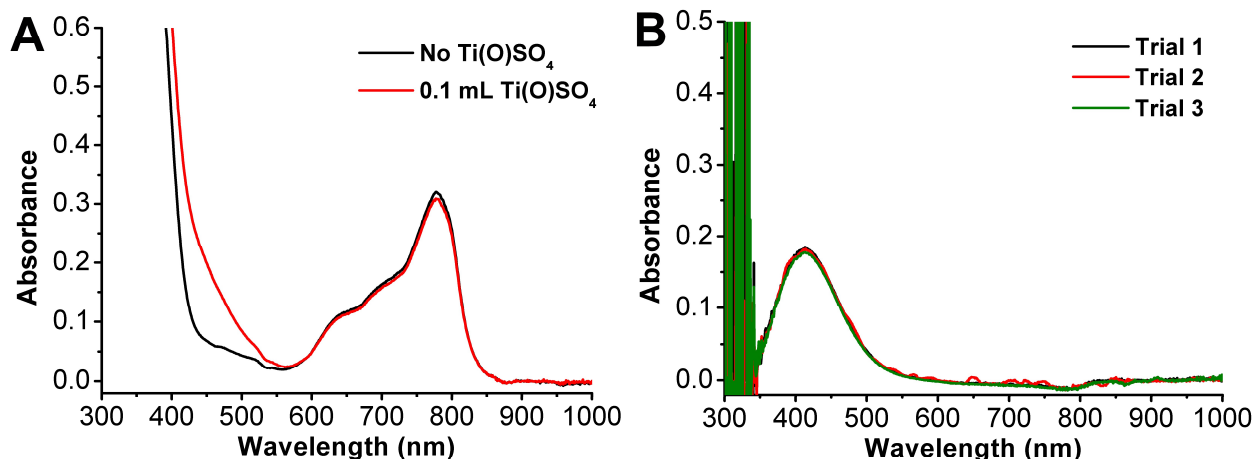 A
0.6
0.5
0.4
0.3
0.2
0.1
0.0
Absorbance
No Ti(O)SO₄
0.1 mL Ti(O)SO₄
300 400 500 600 700 800 900 1000
Wavelength (nm)
B
0.5
0.4
0.3
0.2
0.1
0.0
Absorbance
Trial 1
Trial 2
Trial 3
300 400 500 600 700 800 900 1000
Wavelength (nm)